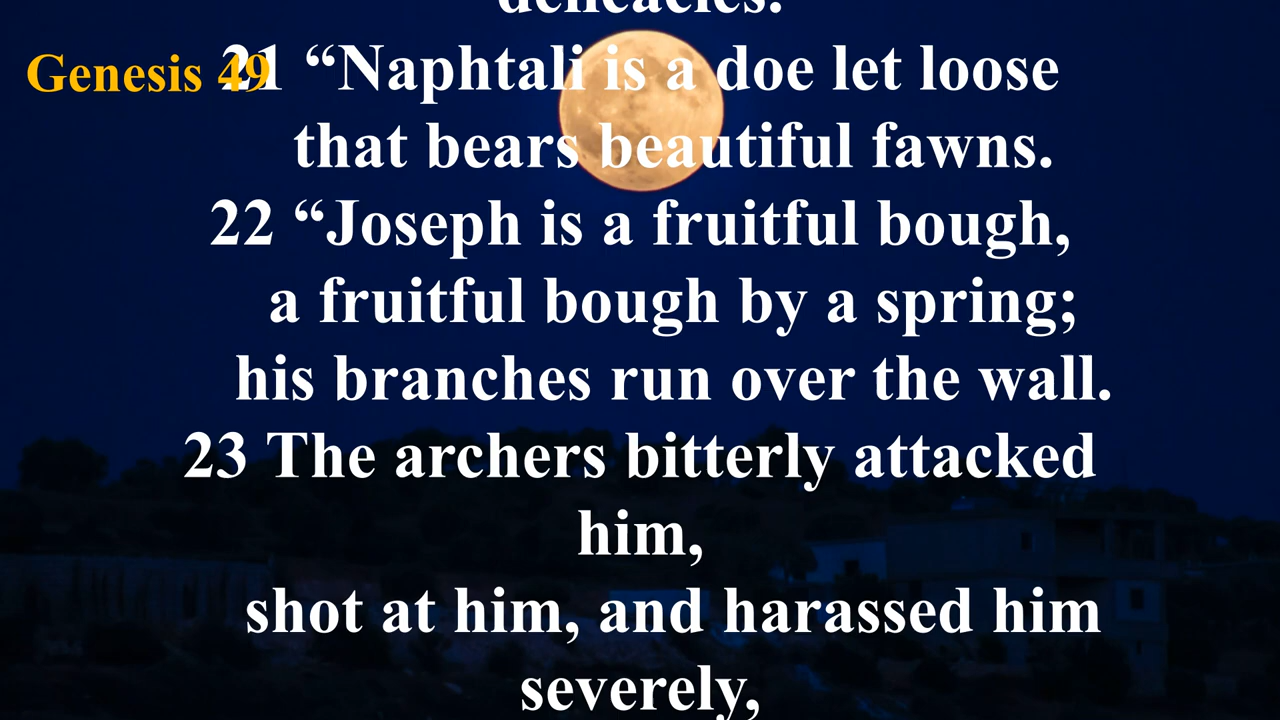 delicacies.
Genesis 49
21 “Naphtali is a doe let loose
that bears beautiful fawns.
22 “Joseph is a fruitful bough,
a fruitful bough by a spring;
his branches run over the wall.
23 The archers bitterly attacked
him,
shot at him, and harassed him
severely,